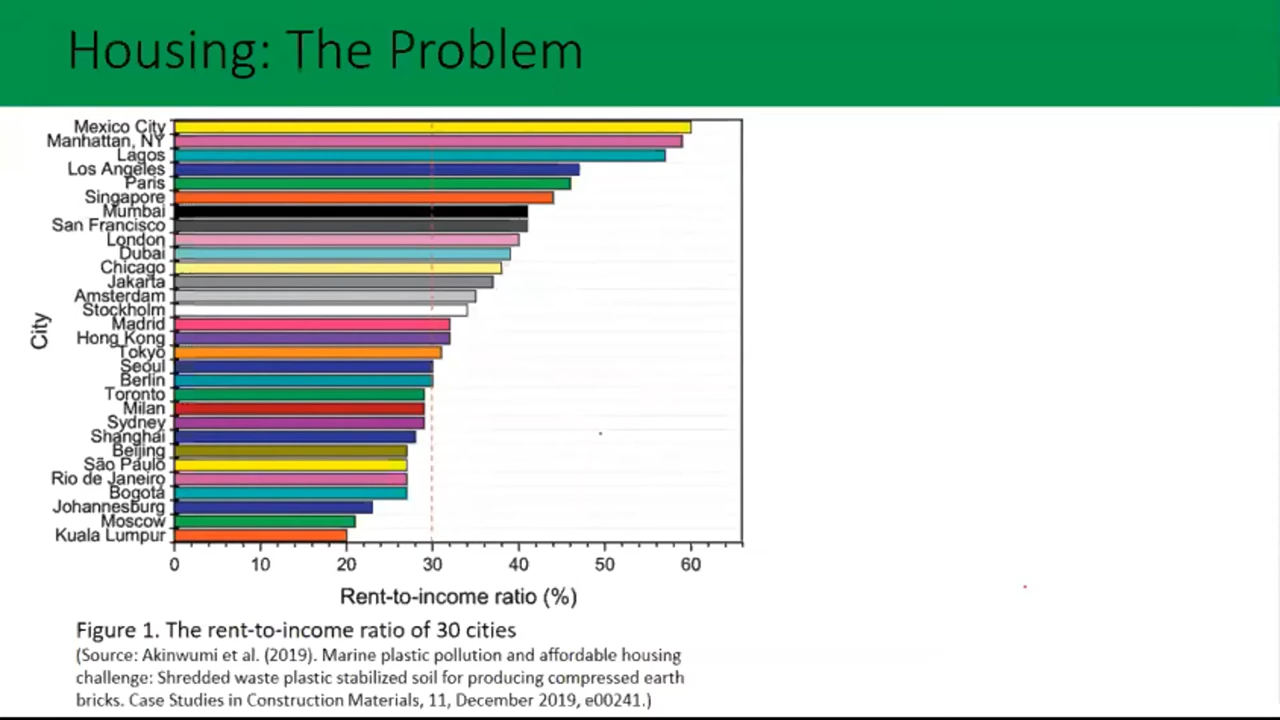 Housing: The Problem
Mexico City
Manhattan, NY
Lagos
Los Angeles
Paris
Singapore
Mumbai
San Francisco
London
Dubai
Chicago
Jakarta
Amsterdam
Stockholm
Madrid
Hong Kong
Tokyo
Seoul
Berlin
Toronto
Milan
Sydney
Shanghai
Beijing
São Paulo
Rio de Janeiro
Bogotá
Johannesburg
Moscow
Kuala Lumpur
City
0 10 20 30 40 50 60
Rent-to-income ratio (%)
Figure 1. The rent-to-income ratio of 30 cities
(Source: Akinwumi et al. (2019). Marine plastic pollution and affordable housing
challenge: Shredded waste plastic stabilized soil for producing compressed earth
bricks. Case Studies in Construction Materials, 11, December 2019, e00241.)